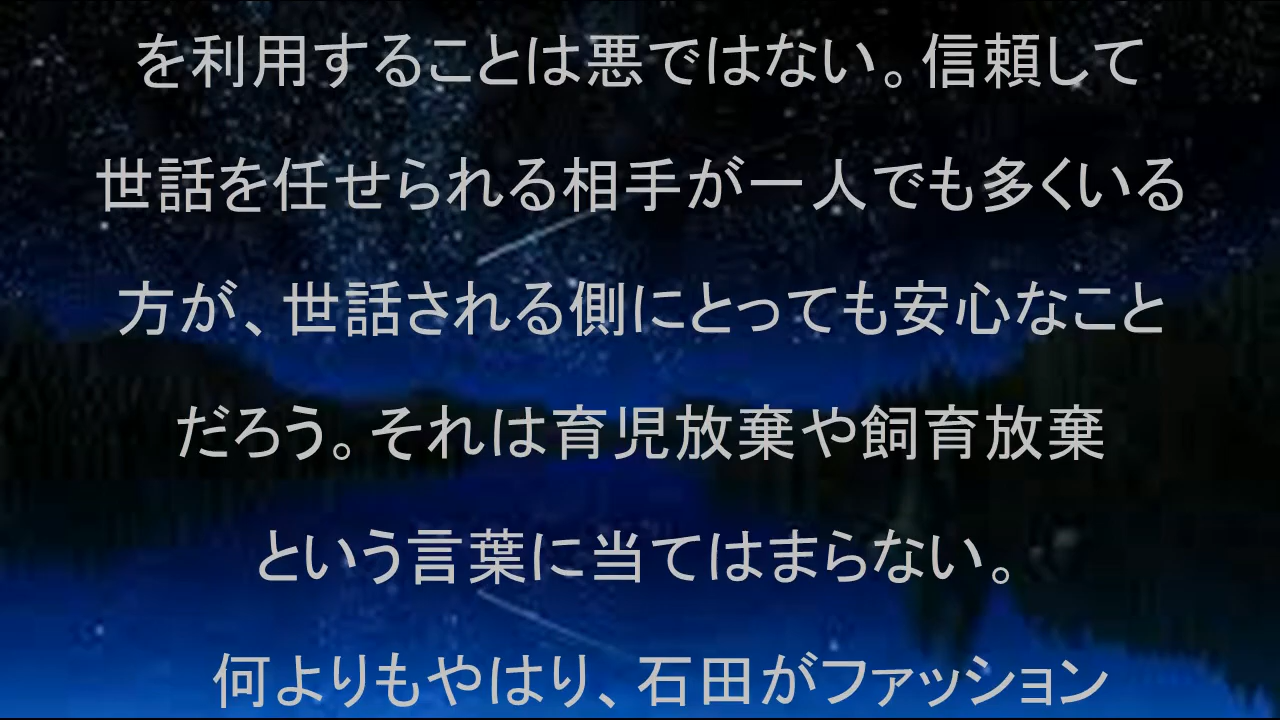 を利用することは悪ではない。信頼して
世話を任せられる相手が一人でも多くいる
方が、世話される側にとっても安心なこと
だろう。それは育児放棄や飼育放棄
という言葉に当てはまらない。
何よりもやはり、石田がファッション